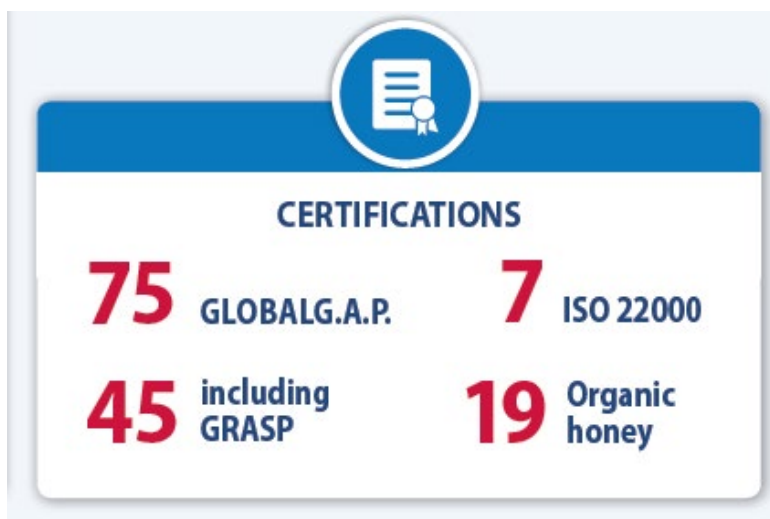 CERTIFICATIONS
75 GLOBALG.A.P.
7 ISO 22000
45 including
GRASP
19 Organic
honey